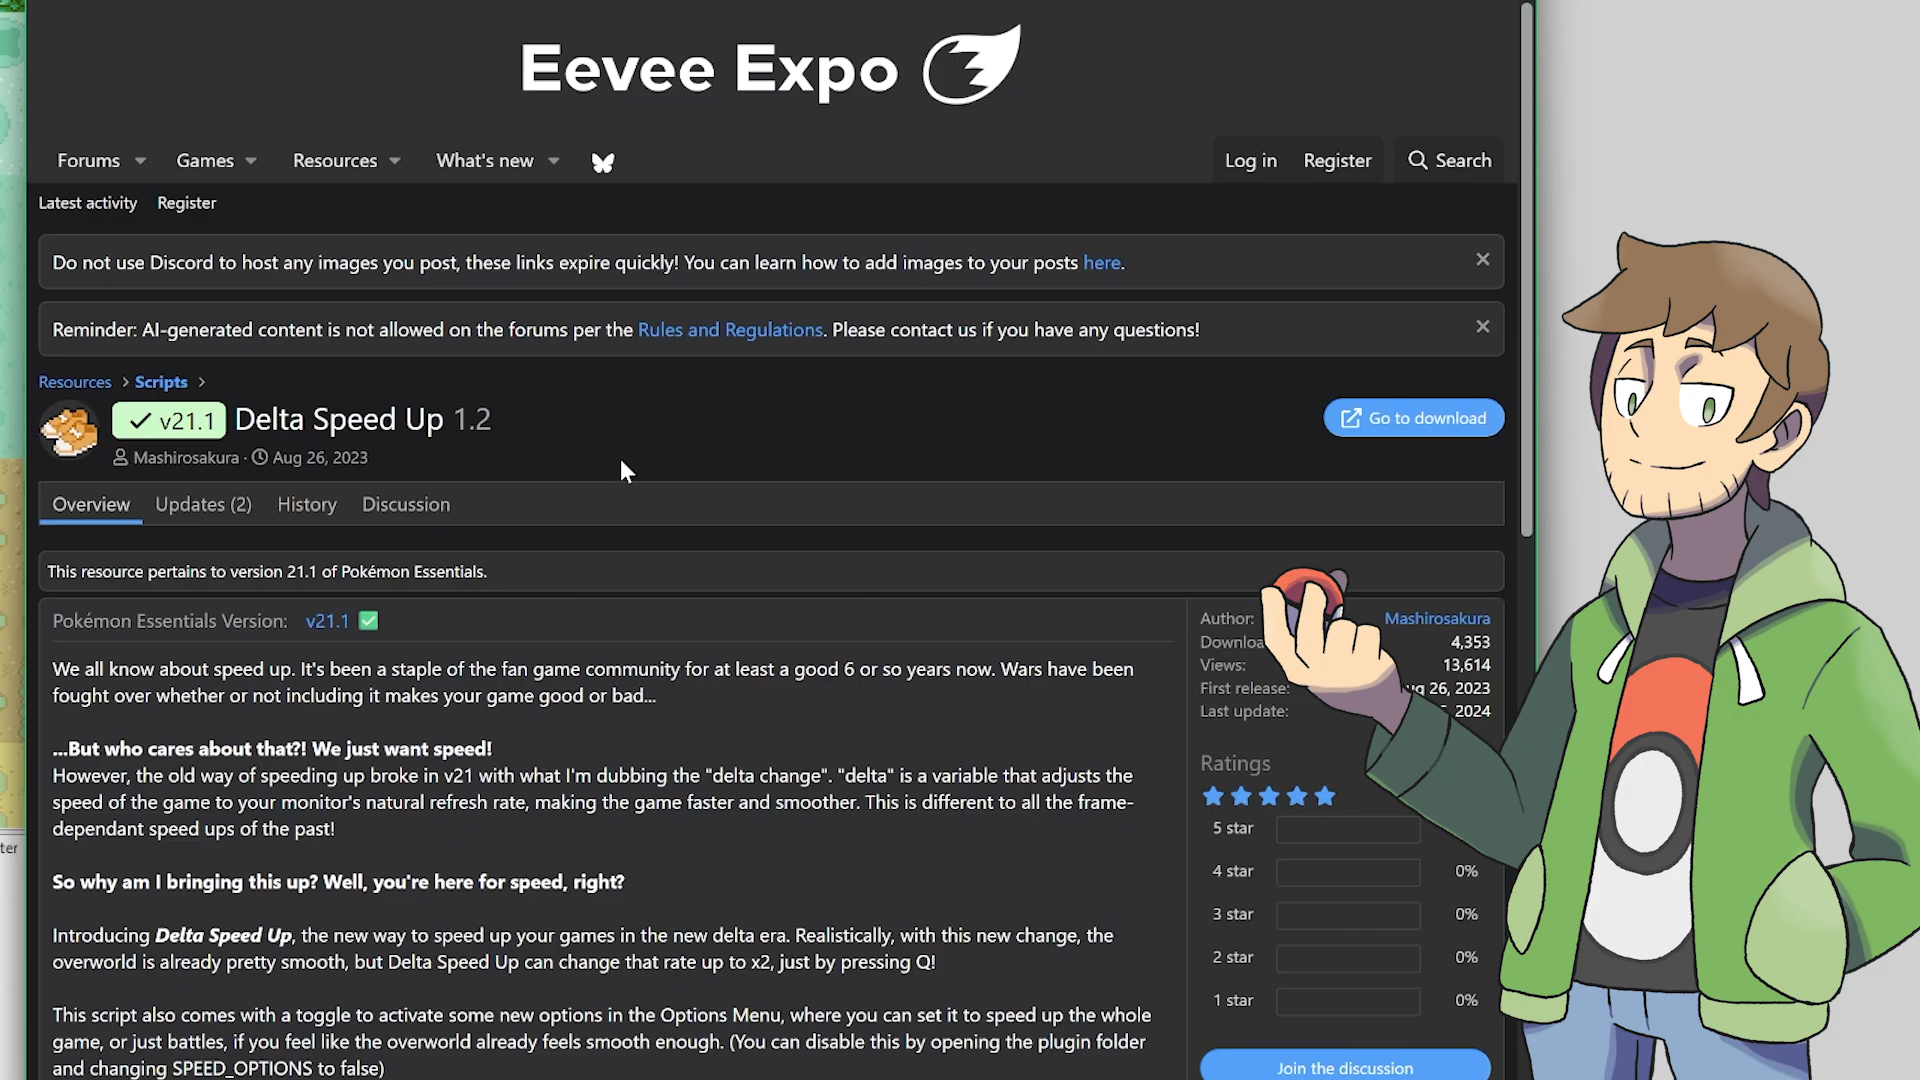 Eevee Expo
Forums Games Resources What's new Log in Register Search
Latest activity Register
Do not use Discord to host any images you post, these links expire quickly! You can learn how to add images to your posts here.
Reminder: AI-generated content is not allowed on the forums per the Rules and Regulations. Please contact us if you have any questions!
Resources > Scripts >
v21.1 Delta Speed Up 1.2
Go to download
Mashirosakura · Aug 26, 2023
Overview Updates (2) History Discussion
This resource pertains to version 21.1 of Pokémon Essentials.
Pokémon Essentials Version: v21.1
We all know about speed up. It's been a staple of the fan game community for at least a good 6 or so years now. Wars have been
fought over whether or not including it makes your game good or bad...
...But who cares about that?! We just want speed!
However, the old way of speeding up broke in v21 with what I'm dubbing the "delta change". "delta" is a variable that adjusts the
speed of the game to your monitor's natural refresh rate, making the game faster and smoother. This is different to all the frame-
dependant speed ups of the past!
So why am I bringing this up? Well, you're here for speed, right?
Introducing Delta Speed Up, the new way to speed up your games in the new delta era. Realistically, with this new change, the
overworld is already pretty smooth, but Delta Speed Up can change that rate up to x2, just by pressing Q!
This script also comes with a toggle to activate some new options in the Options Menu, where you can set it to speed up the whole
game, or just battles, if you feel like the overworld already feels smooth enough. (You can disable this by opening the plugin folder
and changing SPEED_OPTIONS to false)
Author: Mashirosakura
Downloa 4,353
Views: 13,614
First release: ug 26, 2023
Last update: 2024
Ratings
5 star
4 star 0%
3 star 0%
2 star 0%
1 star 0%
Join the discussion
ter